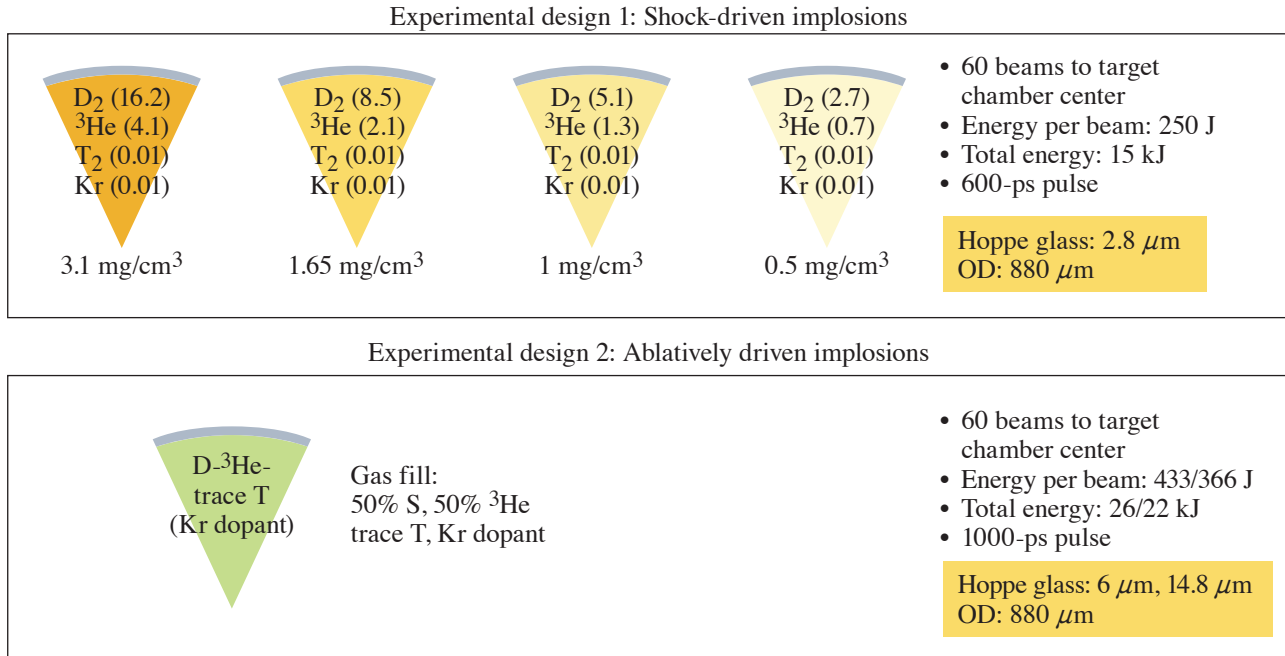 Experimental design 1: Shock-driven implosions
D₂ (16.2)
³He (4.1)
T₂ (0.01)
Kr (0.01)
3.1 mg/cm³
D₂ (8.5)
³He (2.1)
T₂ (0.01)
Kr (0.01)
1.65 mg/cm³
D₂ (5.1)
³He (1.3)
T₂ (0.01)
Kr (0.01)
1 mg/cm³
D₂ (2.7)
³He (0.7)
T₂ (0.01)
Kr (0.01)
0.5 mg/cm³
• 60 beams to target
chamber center
• Energy per beam: 250 J
• Total energy: 15 kJ
• 600-ps pulse
Hoppe glass: 2.8 μm
OD: 880 μm
Experimental design 2: Ablatively driven implosions
D-³He-
trace T
(Kr dopant)
Gas fill:
50% S, 50% ³He
trace T, Kr dopant
• 60 beams to target
chamber center
• Energy per beam: 433/366 J
• Total energy: 26/22 kJ
• 1000-ps pulse
Hoppe glass: 6 μm, 14.8 μm
OD: 880 μm